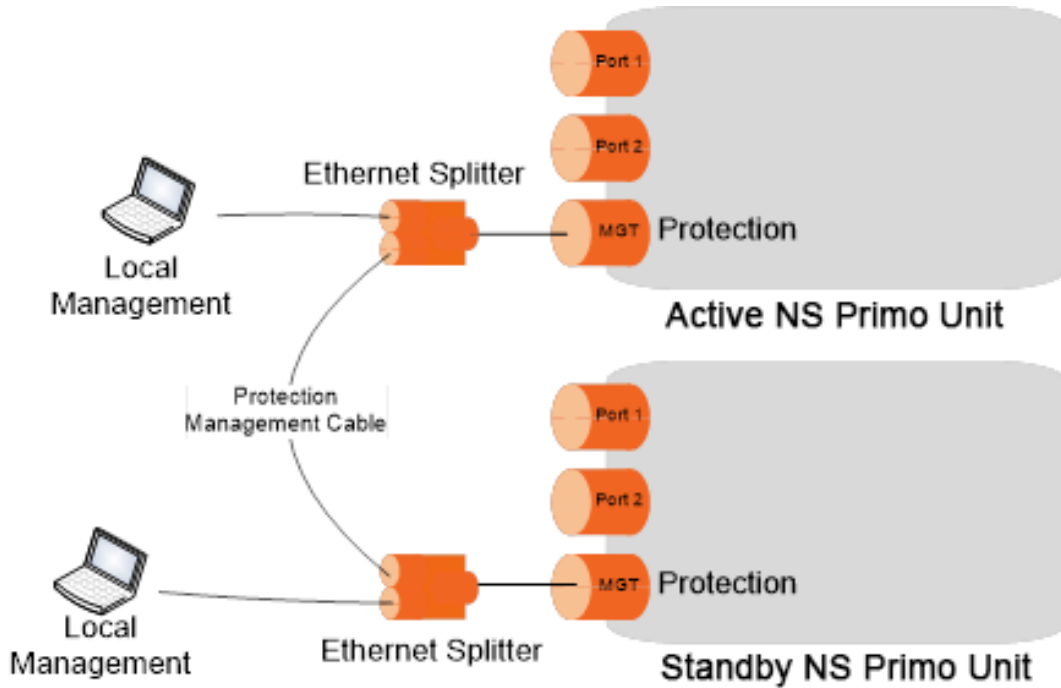 Port 1
Port 2
Ethernet Splitter
MGT
Protection
Local
Management
Active NS Primo Unit
Protection
Management Cable
Port 1
Port 2
MGT
Protection
Local
Management
Ethernet Splitter
Standby NS Primo Unit